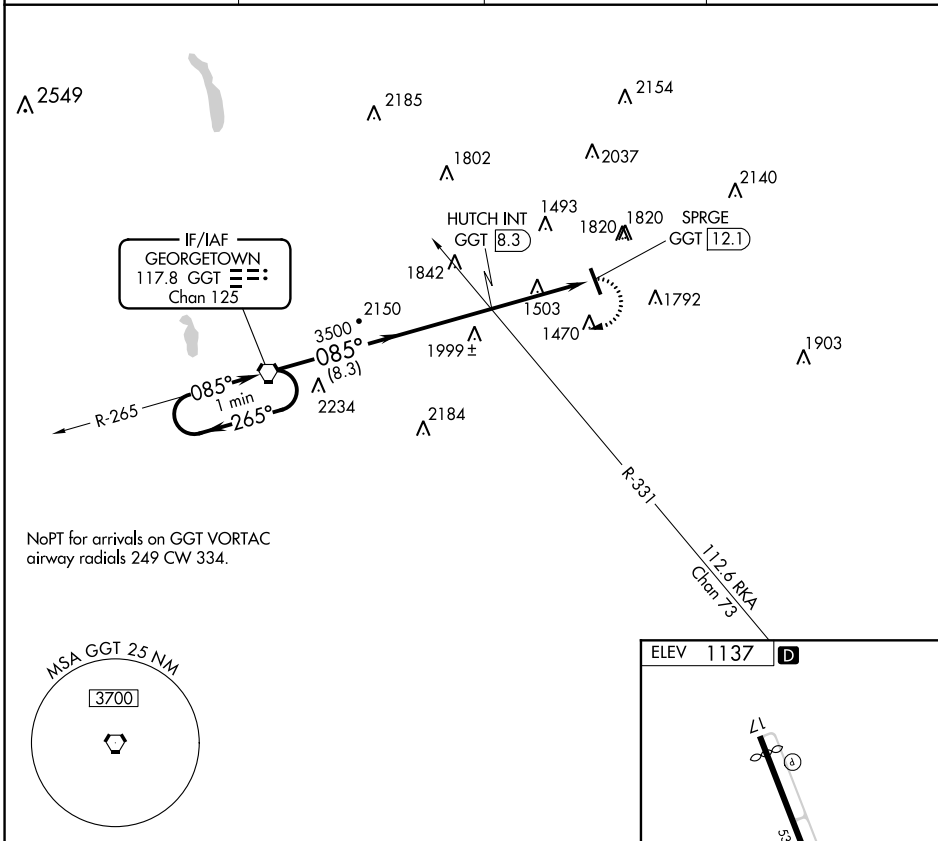 2549
2185
2154
2037
1802
2140
1493
HUTCH INT
GGT 8.3
1820 1820
SPRGE
GGT 12.1
IF/IAF
GEORGETOWN
117.8 GGT
Chan 125
1842
1792
1503
1470
2150
3500
085°
(8.3)
1999 ±
1903
085°
1 min
265°
R-265
2234
2184
R-331
112.6 RKA
Chan 73
NoPT for arrivals on GGT VORTAC
airway radials 249 CW 334.
MSA GGT 25 NM
3700
ELEV 1137 D
17